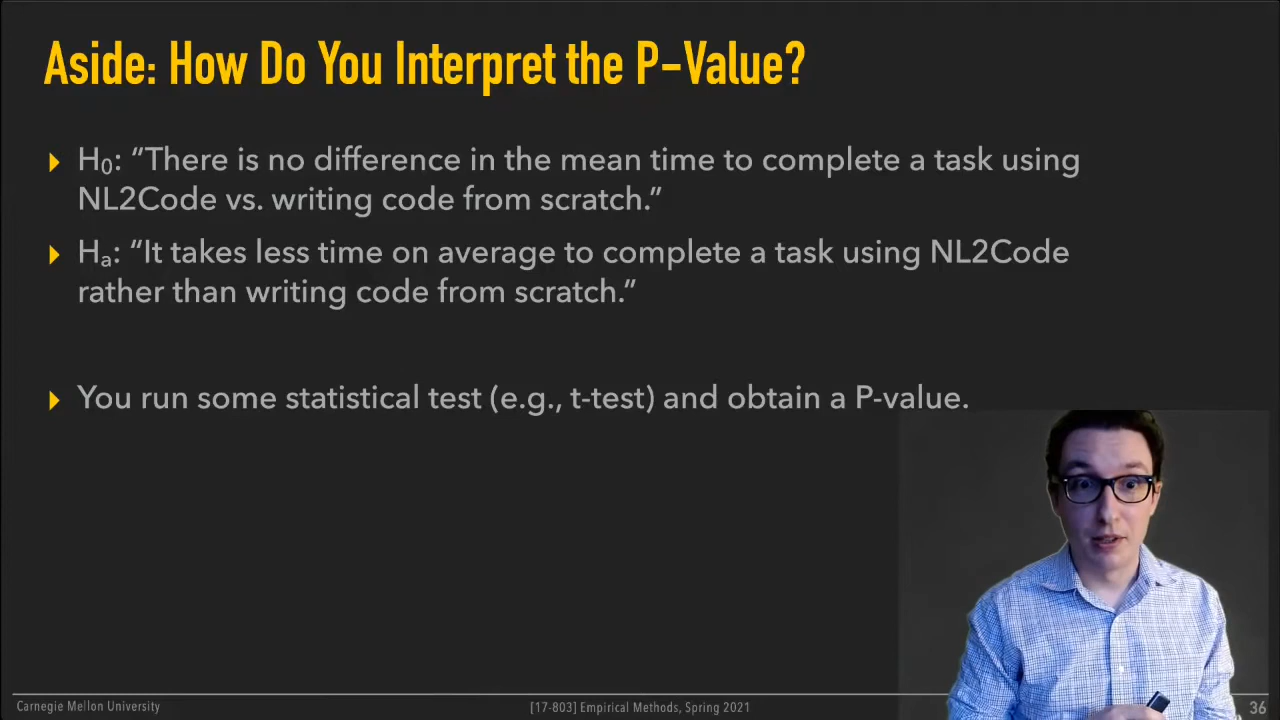 Aside: How Do You Interpret the P-Value?
H₀: “There is no difference in the mean time to complete a task using
NL2Code vs. writing code from scratch.”
Hₐ: “It takes less time on average to complete a task using NL2Code
rather than writing code from scratch.”
You run some statistical test (e.g., t-test) and obtain a P-value.
Carnegie Mellon University
[17-803] Empirical Methods, Spring 2021
36